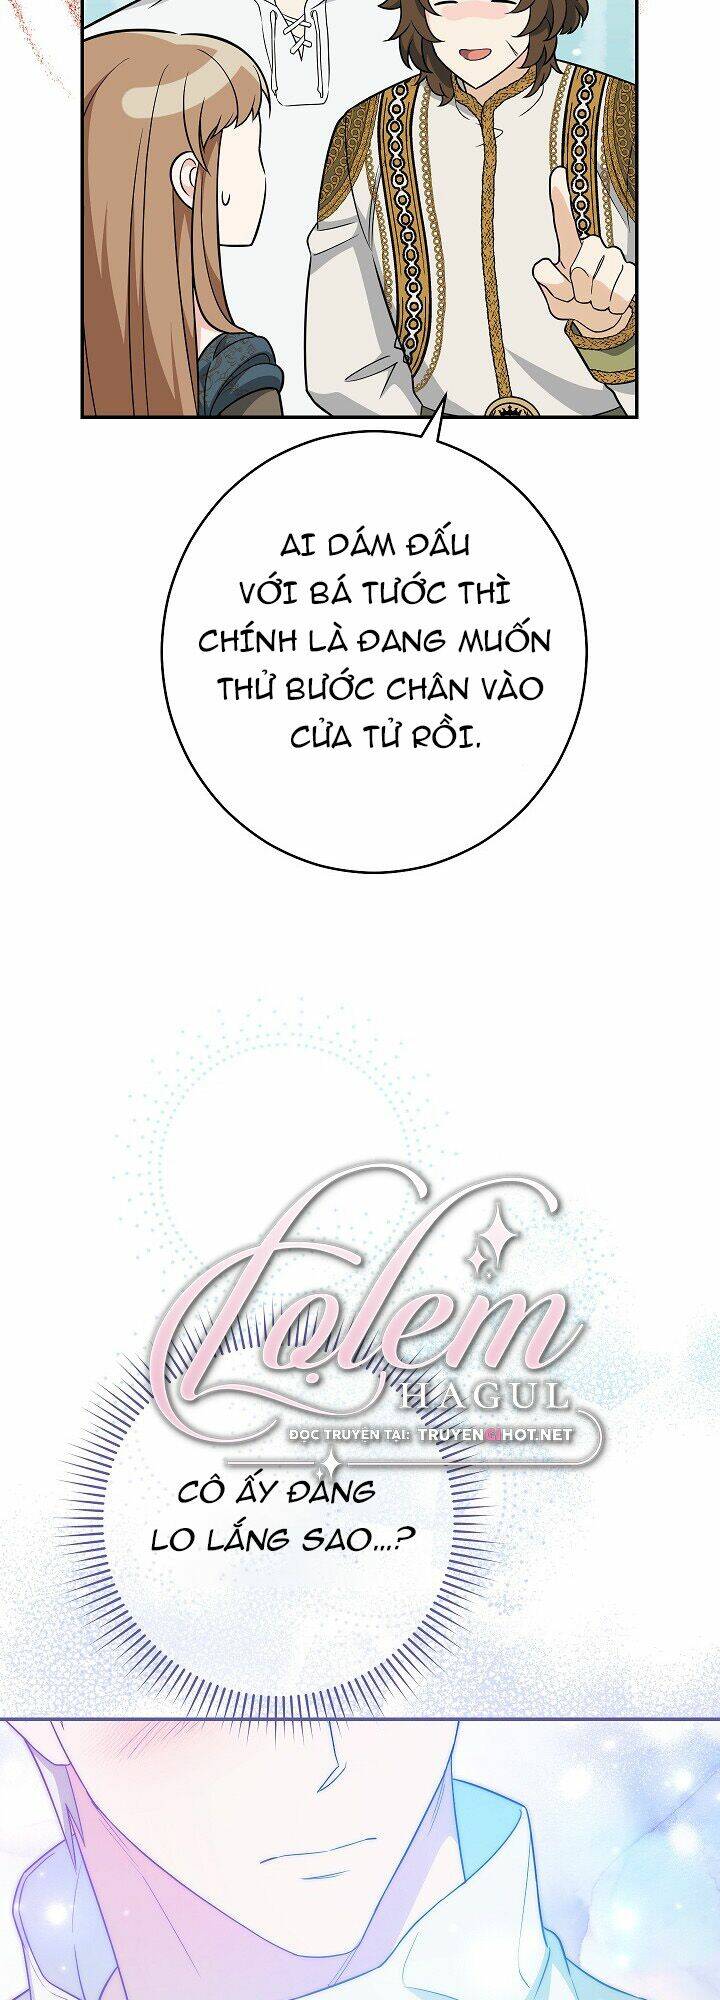 AI DÁM ĐẤU
VỚI BÁ TƯỚC THÌ
CHÍNH LÀ ĐANG MUỐN
THỬ BƯỚC CHÂN VÀO
CỬA TỬ RỒI.
Lọlem
HAGUL
ĐỌC TRUYỆN TẠI: TRUYENGIHOT.NET
CÔ ẤY ĐANG
LO LẮNG SAO...?